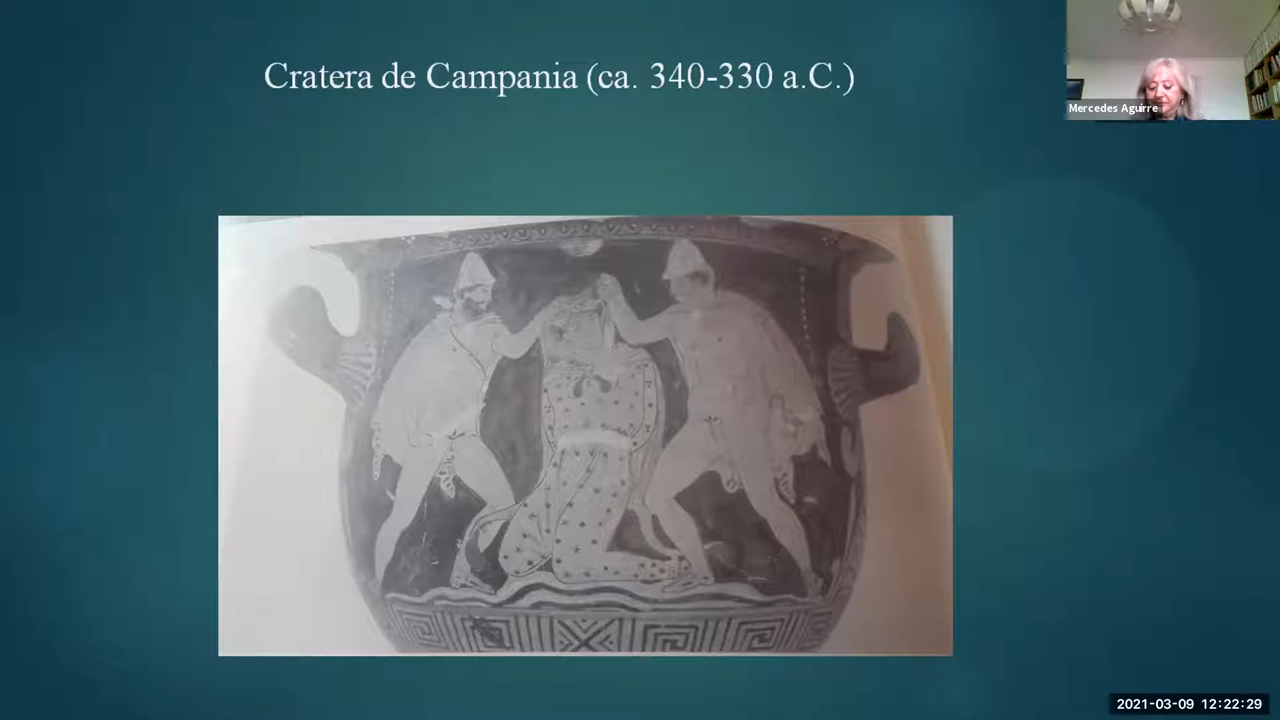 Cratera de Campania (ca. 340-330 a.C.)
Mercedes Aguirre
2021-03-09 12:22:29